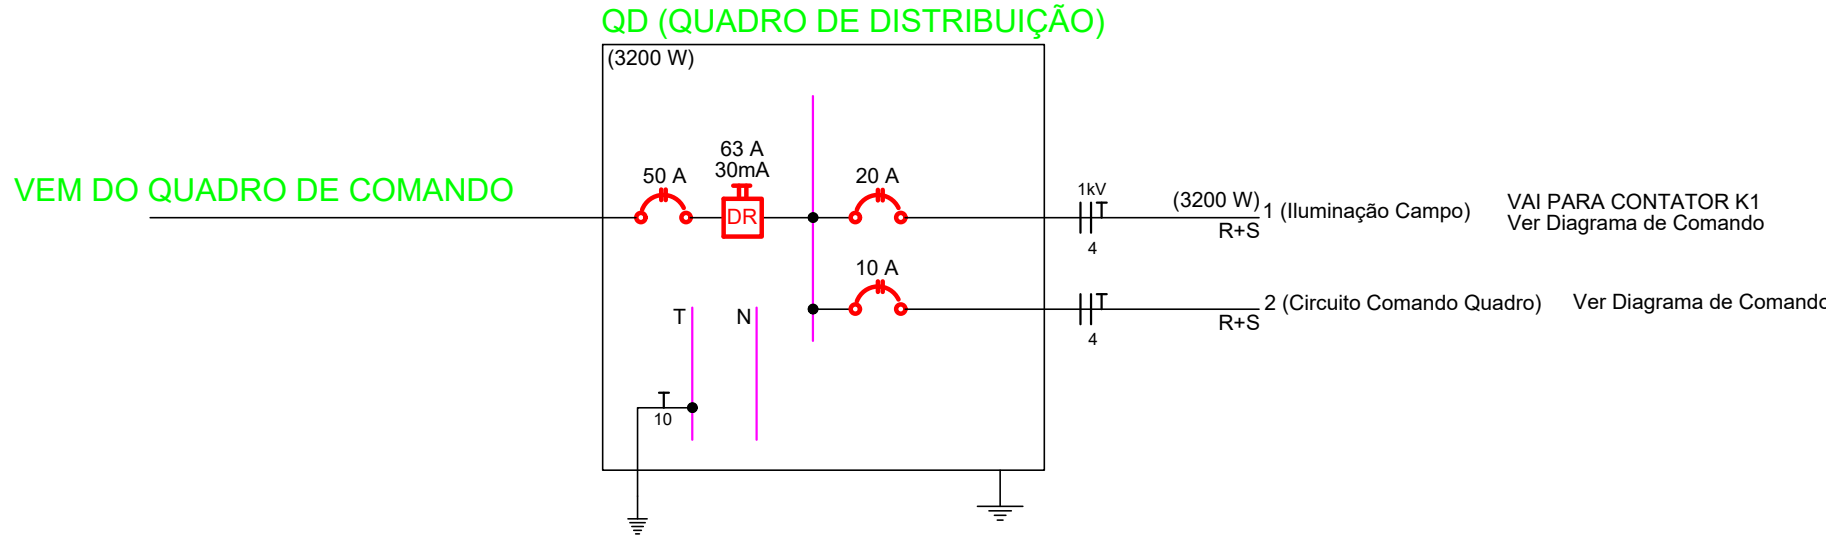 QD (QUADRO DE DISTRIBUIÇÃO)
(3200 W)
VEM DO QUADRO DE COMANDO
50 A
63 A
30mA
DR
20 A
1kV
4
(3200 W)
R+S
1 (Iluminação Campo)
VAI PARA CONTATOR K1
Ver Diagrama de Comando
10 A
4
R+S
2 (Circuito Comando Quadro)
Ver Diagrama de Comando
T
N
10